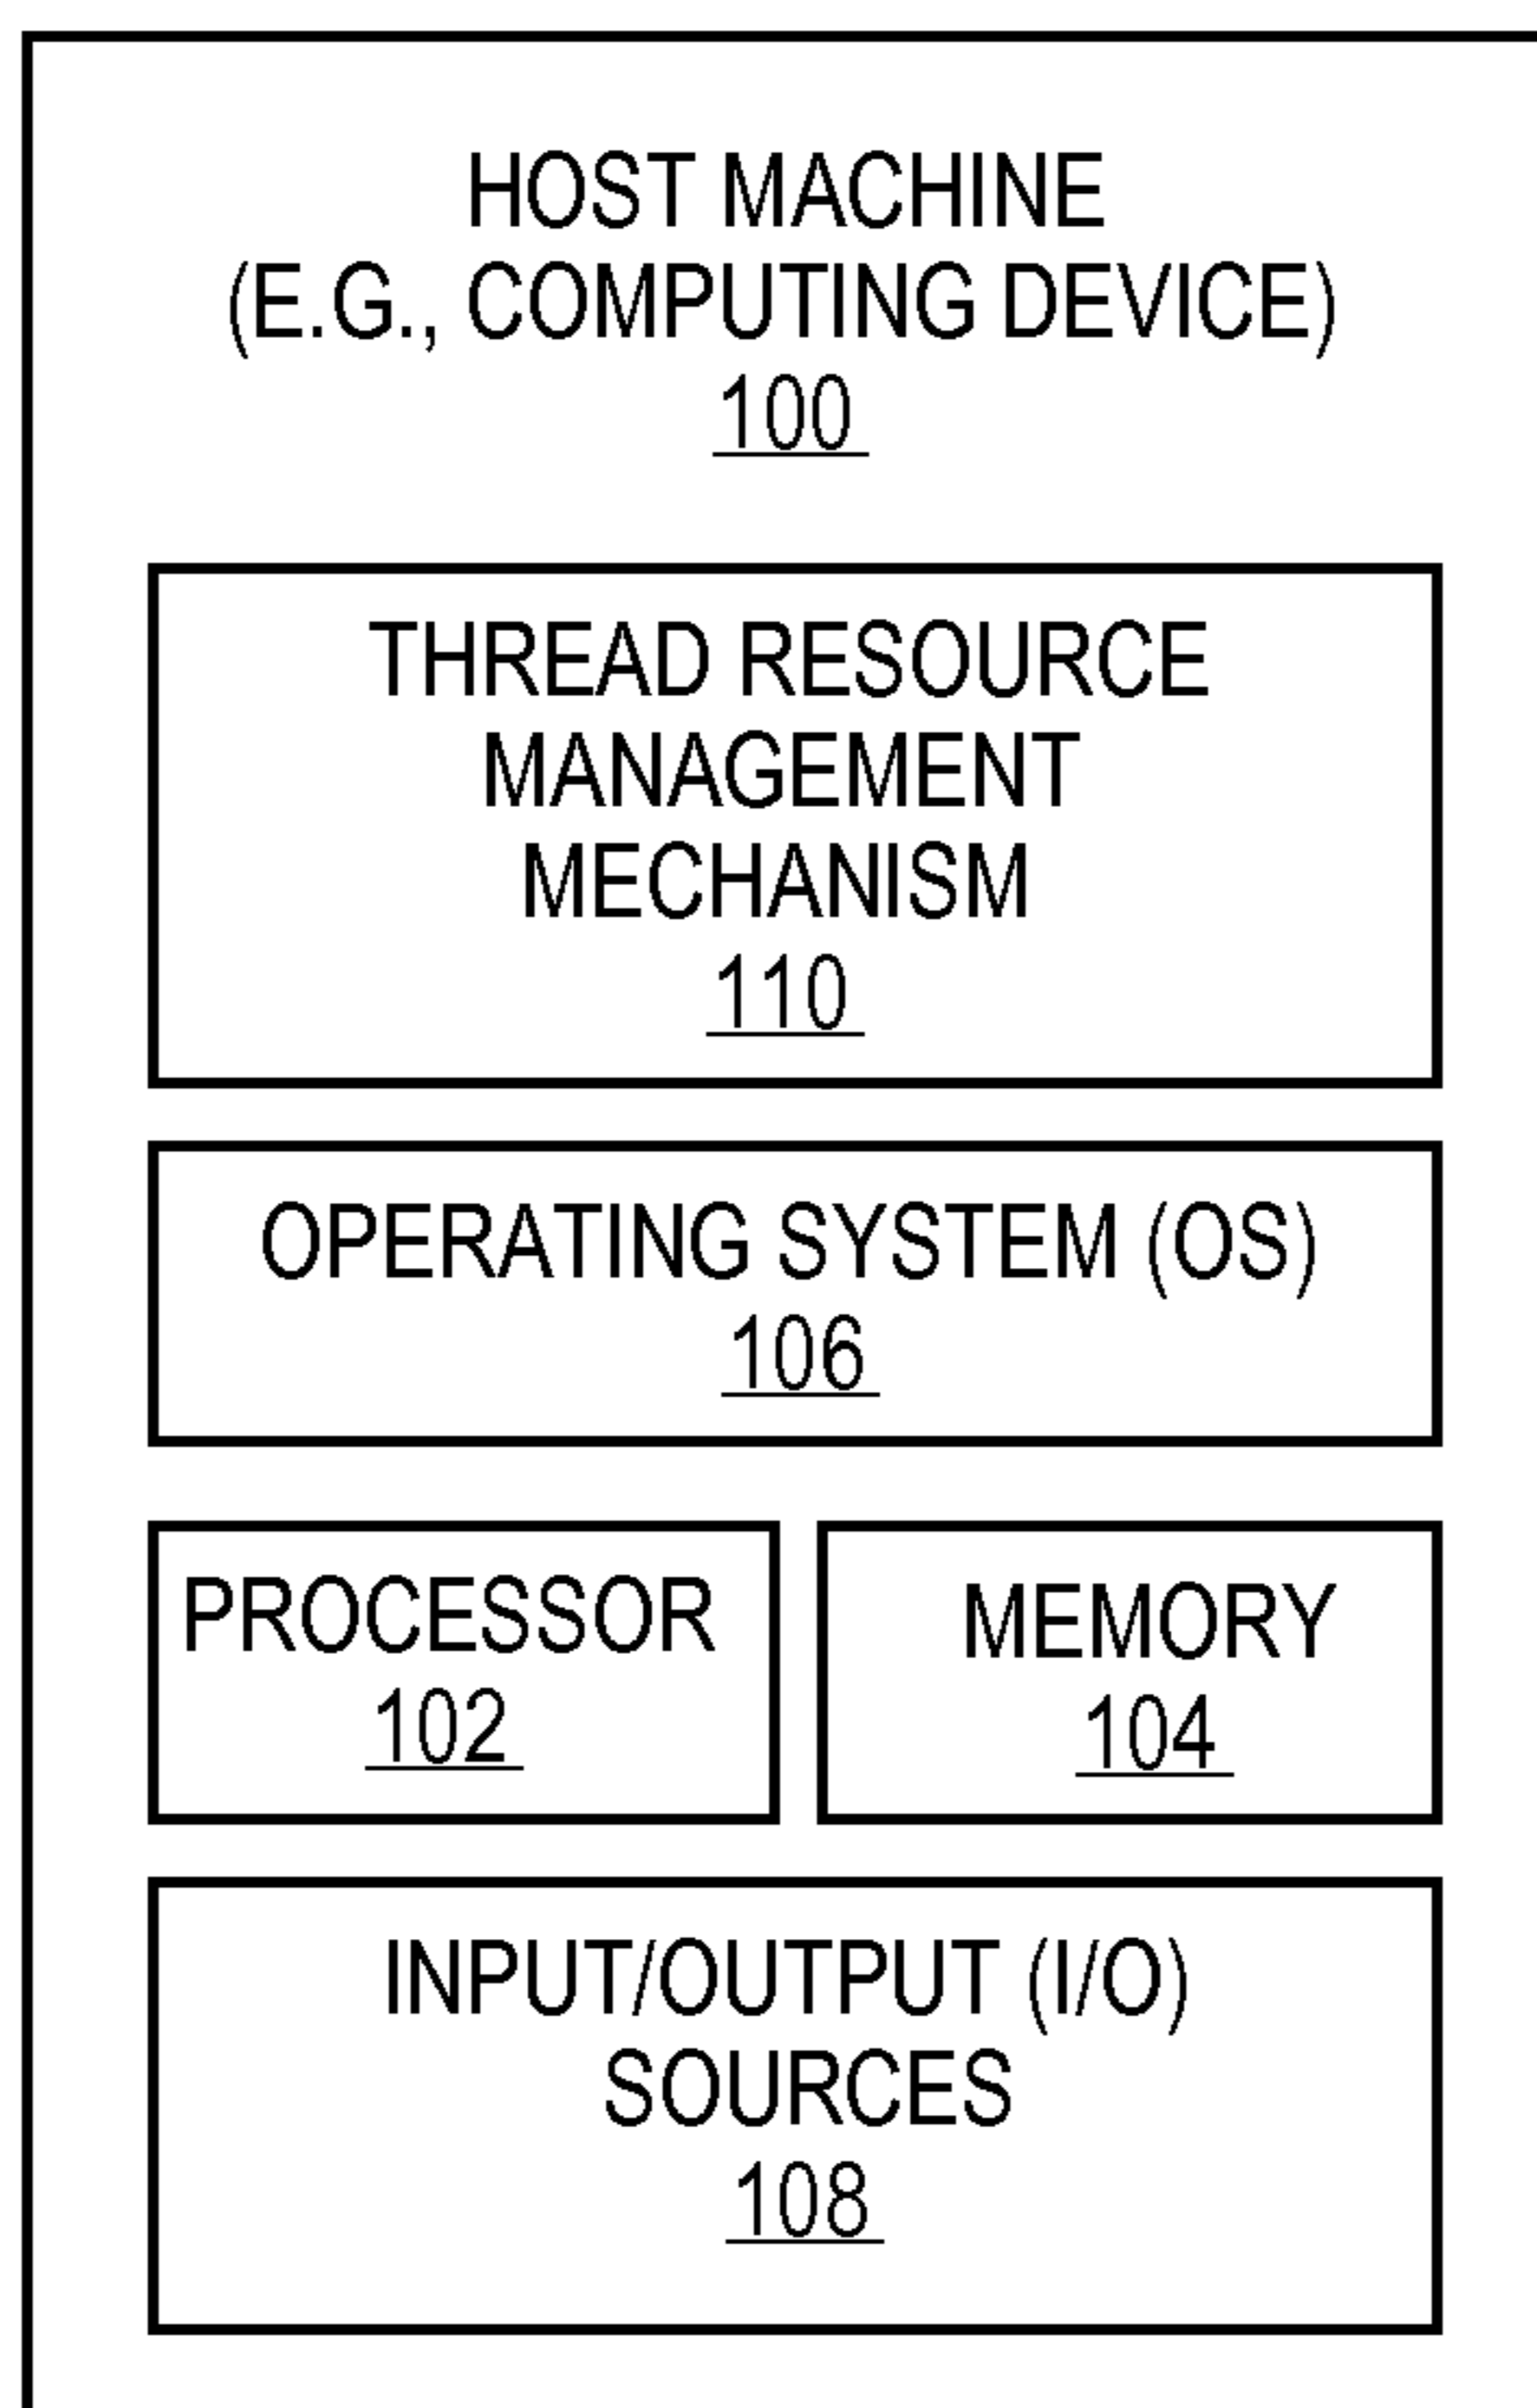 HOST MACHINE
(E.G., COMPUTING DEVICE)
100
THREAD RESOURCE
MANAGEMENT
MECHANISM
110
OPERATING SYSTEM (OS)
106
PROCESSOR
102
MEMORY
104
INPUT/OUTPUT (I/O)
SOURCES
108